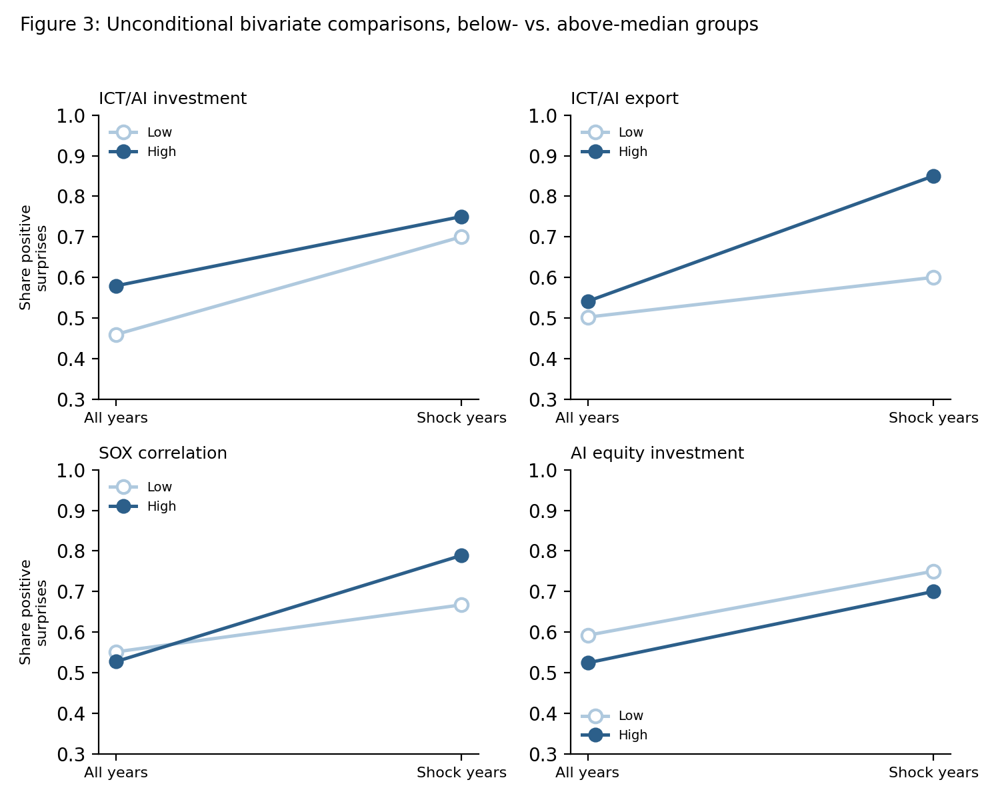 Figure 3: Unconditional bivariate comparisons, below- vs. above-median groups
ICT/AI investment
1.0
0.9
0.8
0.7
0.6
0.5
0.4
0.3
Share positive
surprises
Low
High
All years
Shock years
ICT/AI export
1.0
0.9
0.8
0.7
0.6
0.5
0.4
0.3
Low
High
All years
Shock years
SOX correlation
1.0
0.9
0.8
0.7
0.6
0.5
0.4
0.3
Share positive
surprises
Low
High
All years
Shock years
AI equity investment
1.0
0.9
0.8
0.7
0.6
0.5
0.4
0.3
Low
High
All years
Shock years